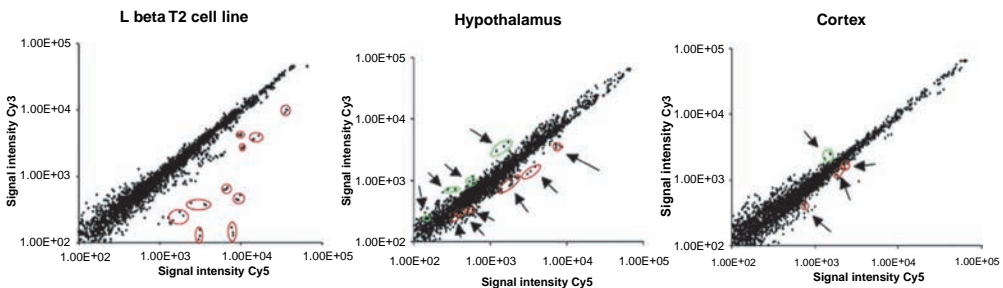 L beta T2 cell line
Signal intensity Cy3
1.00E+05
1.00E+04
1.00E+03
1.00E+02
1.00E+02 1.00E+03 1.00E+04 1.00E+05
Signal intensity Cy5
Hypothalamus
Signal intensity Cy3
1.00E+05
1.00E+04
1.00E+03
1.00E+02
1.00E+02 1.00E+03 1.00E+04 1.00E+05
Signal intensity Cy5
Cortex
Signal intensity Cy3
1.00E+05
1.00E+04
1.00E+03
1.00E+02
1.00E+02 1.00E+03 1.00E+04 1.00E+05
Signal intensity Cy5